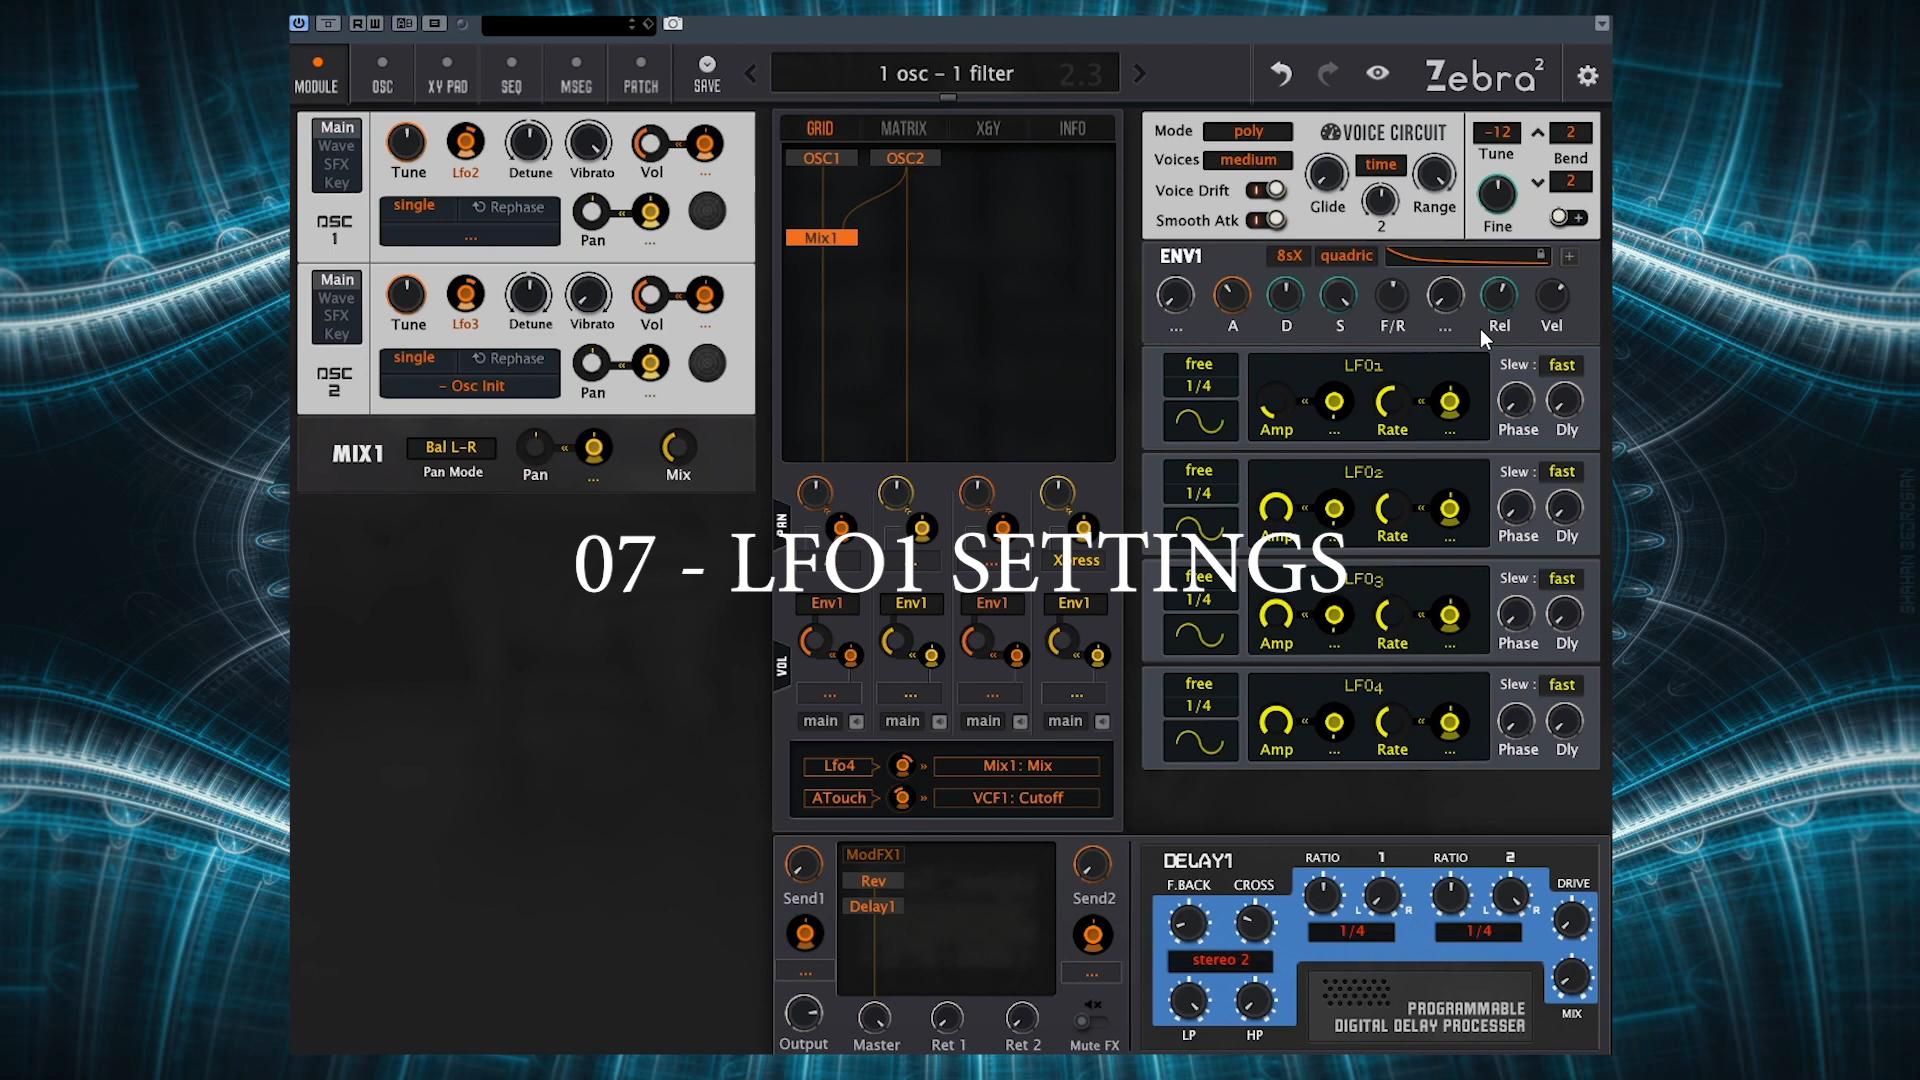 R W AB
MODULE OSC XY PAD SEQ MSEG PATCH SAVE
1 osc – 1 filter 2.3
Zebra2
Main
Wave
SFX
Key
OSC
1
Tune Lfo2 Detune Vibrato Vol ...
single Rephase
...
Pan ...
Main
Wave
SFX
Key
OSC
2
Tune Lfo3 Detune Vibrato Vol ...
single Rephase
– Osc Init
Pan ...
MIX1
Bal L-R
Pan Mode
Pan ... Mix
GRID MATRIX X&Y INFO
OSC1 OSC2
Mix1
PAN
Xpress
Env1 Env1 Env1 Env1
VOL
... ... ... ...
main main main main
Lfo4 Mix1: Mix
ATouch VCF1: Cutoff
Send1
...
ModFX1
Rev
Delay1
Send2
...
Output Master Ret 1 Ret 2 Mute FX
Mode poly
Voices medium
Voice Drift
Smooth Atk
VOICE CIRCUIT
time
Glide 2 Range
-12 2
Tune Bend
2
Fine
ENV1 8sX quadric
... A D S F/R ... Rel Vel
free
1/4
LFO1
Amp ... Rate ...
Slew : fast
Phase Dly
free
1/4
LFO2
Amp ... Rate ...
Slew : fast
Phase Dly
07 - LFO1 SETTINGS
free
1/4
LFO3
Amp ... Rate ...
Slew : fast
Phase Dly
free
1/4
LFO4
Amp ... Rate ...
Slew : fast
Phase Dly
DELAY1
F.BACK CROSS
RATIO 1 RATIO 2
L R L R
DRIVE
1/4 1/4
stereo 2
LP HP
MIX
PROGRAMMABLE
DIGITAL DELAY PROCESSER
SHAHAN BEDROSIAN